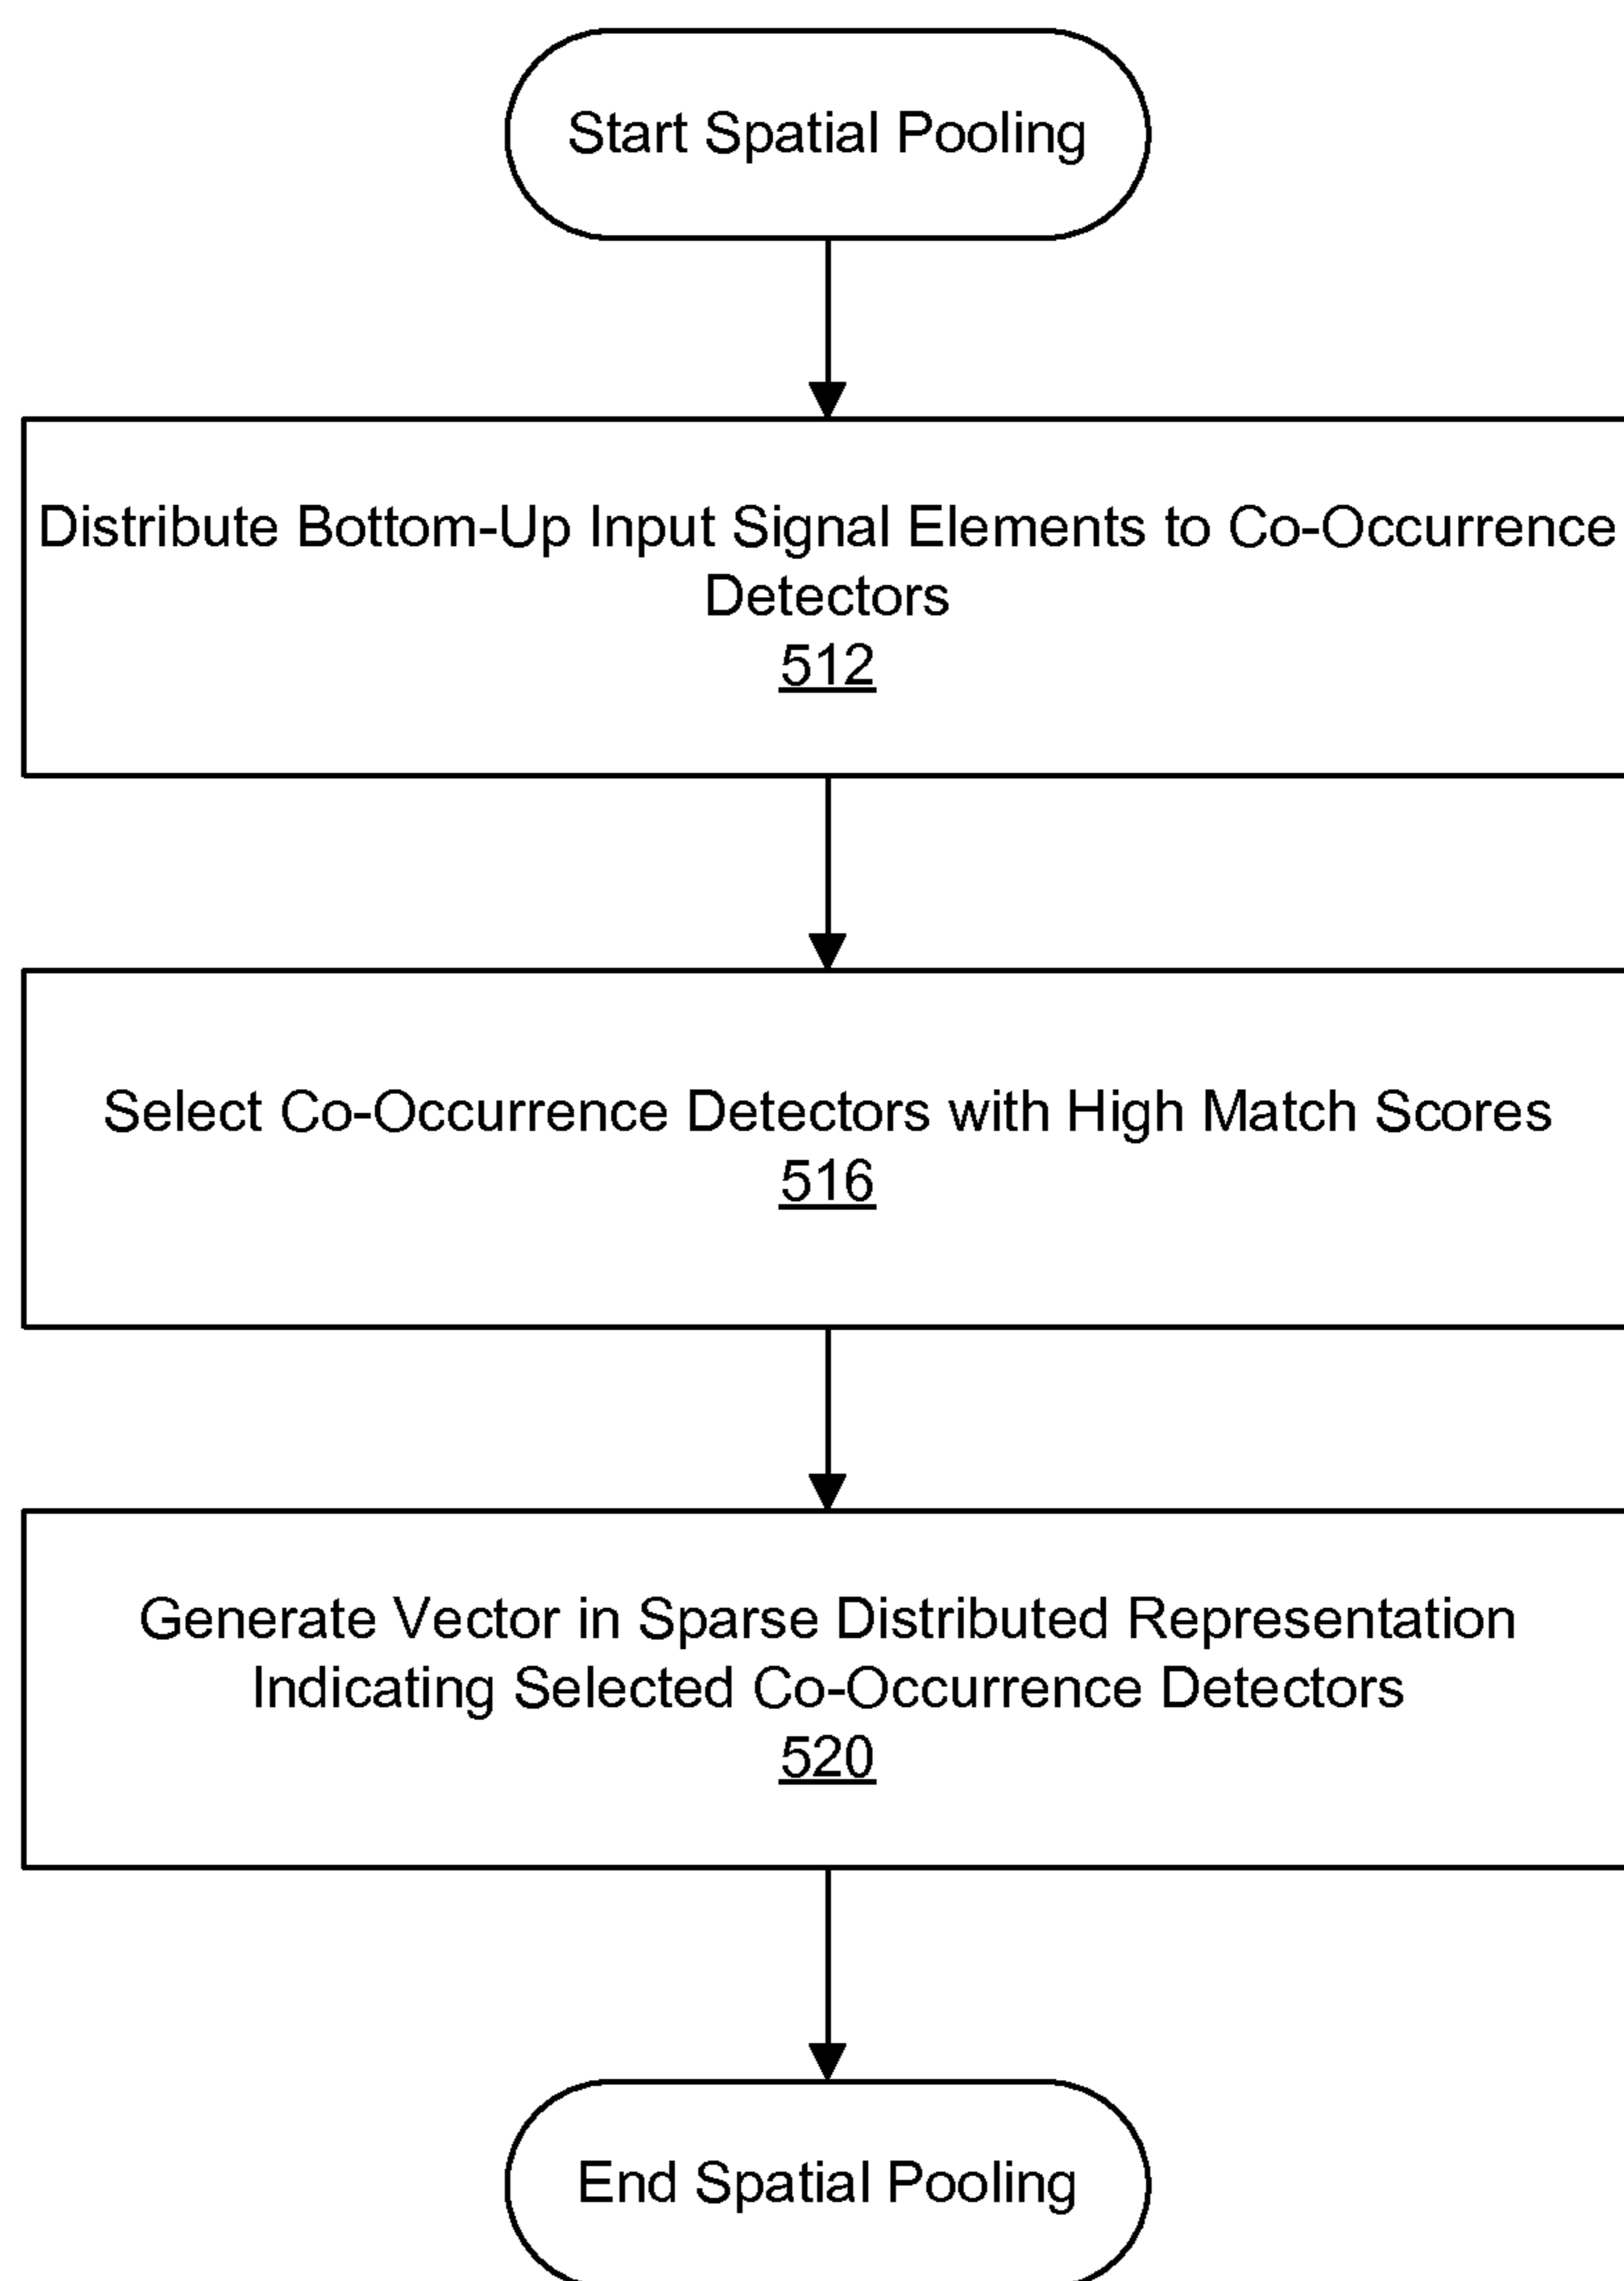 Start Spatial Pooling
Distribute Bottom-Up Input Signal Elements to Co-Occurrence
Detectors
512
Select Co-Occurrence Detectors with High Match Scores
516
Generate Vector in Sparse Distributed Representation
Indicating Selected Co-Occurrence Detectors
520
End Spatial Pooling